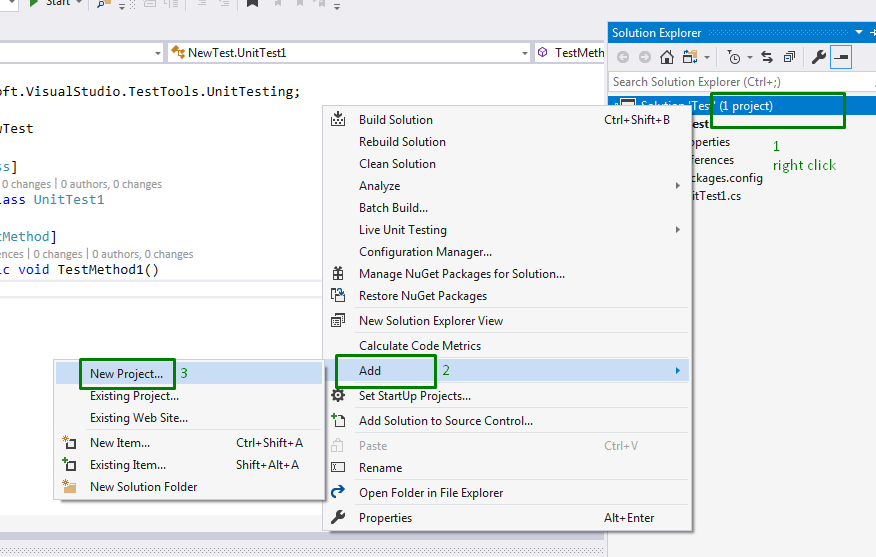 Start
NewTest.UnitTest1
TestMeth
Solution Explorer
Search Solution Explorer (Ctrl+;)
oft.VisualStudio.TestTools.UnitTesting;
Solution 'Test' (1 project)
wTest
est
1
operties
right click
ferences
ackages.config
nitTest1.cs
ss]
0 changes | 0 authors, 0 changes
lass UnitTest1
tMethod]
ences | 0 changes | 0 authors, 0 changes
ic void TestMethod1()
Build Solution Ctrl+Shift+B
Rebuild Solution
Clean Solution
Analyze
Batch Build...
Live Unit Testing
Configuration Manager...
Manage NuGet Packages for Solution...
Restore NuGet Packages
New Solution Explorer View
Calculate Code Metrics
Add 2
Set StartUp Projects...
Add Solution to Source Control...
Paste Ctrl+V
Rename
Open Folder in File Explorer
Properties Alt+Enter
New Project... 3
Existing Project...
Existing Web Site...
New Item... Ctrl+Shift+A
Existing Item... Shift+Alt+A
New Solution Folder